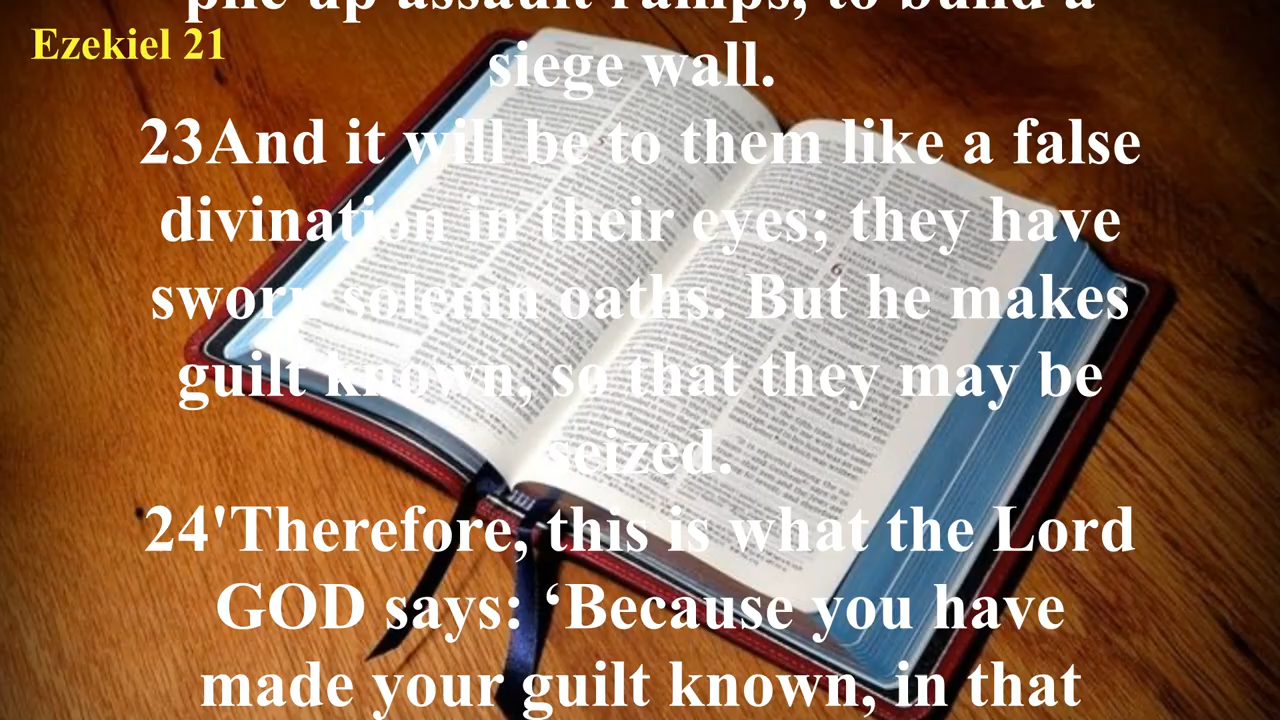 pile up assault ramps, to build a
Ezekiel 21
siege wall.
23And it will be to them like a false
divination in their eyes; they have
sworn solemn oaths. But he makes
guilt known, so that they may be
seized.
24'Therefore, this is what the Lord
GOD says: ‘Because you have
made your guilt known, in that